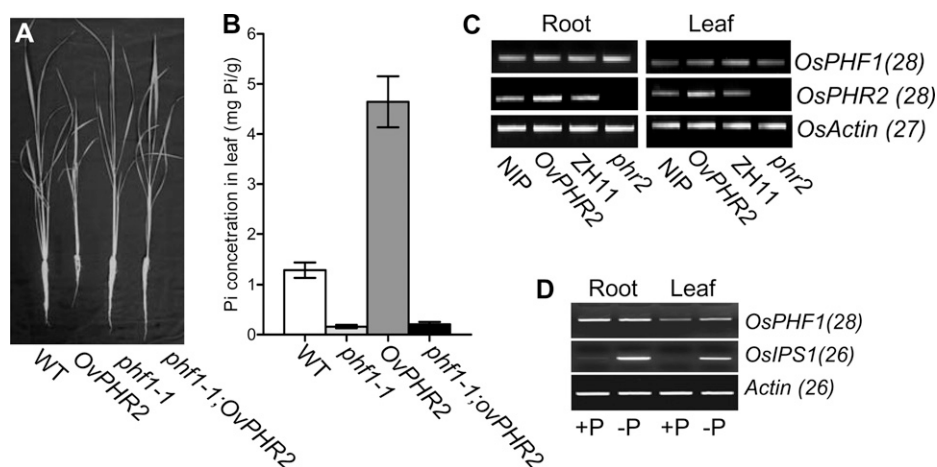 A
WT
OvPHR2
phf1-1
phf1-1;OvPHR2
B
Pi concetration in leaf (mg Pi/g)
6
5
4
3
2
1
0
WT
phf1-1
OvPHR2
phf1-1;ovPHR2
C
Root Leaf
OsPHF1(28)
OsPHR2 (28)
OsActin (27)
NIP OvPHR2 ZH11 phr2 NIP OvPHR2 ZH11 phr2
D
Root Leaf
OsPHF1(28)
OsIPS1(26)
Actin (26)
+P -P +P -P